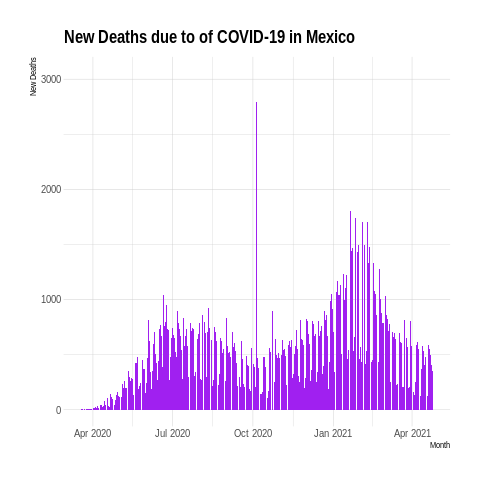 New Deaths due to of COVID-19 in Mexico
New Deaths
3000
2000
1000
0
Apr 2020 Jul 2020 Oct 2020 Jan 2021 Apr 2021
Month